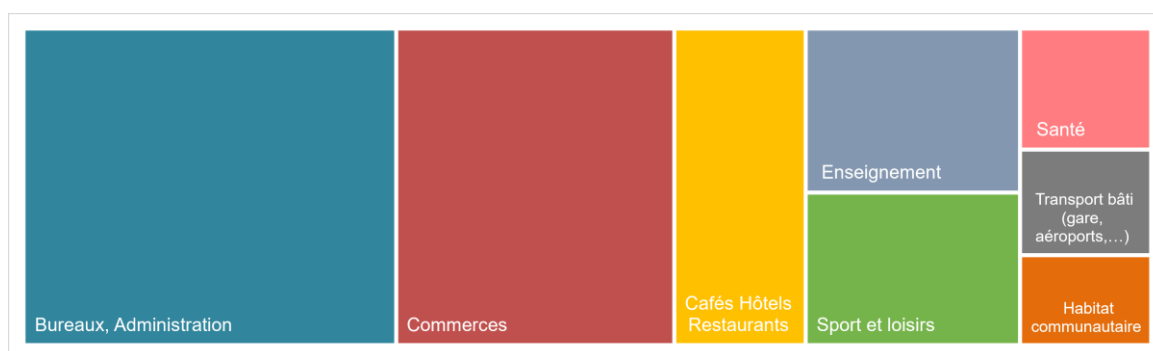 Bureaux, Administration
Commerces
Cafés Hôtels
Restaurants
Enseignement
Sport et loisirs
Santé
Transport bâti
(gare,
aéroports,...)
Habitat
communautaire